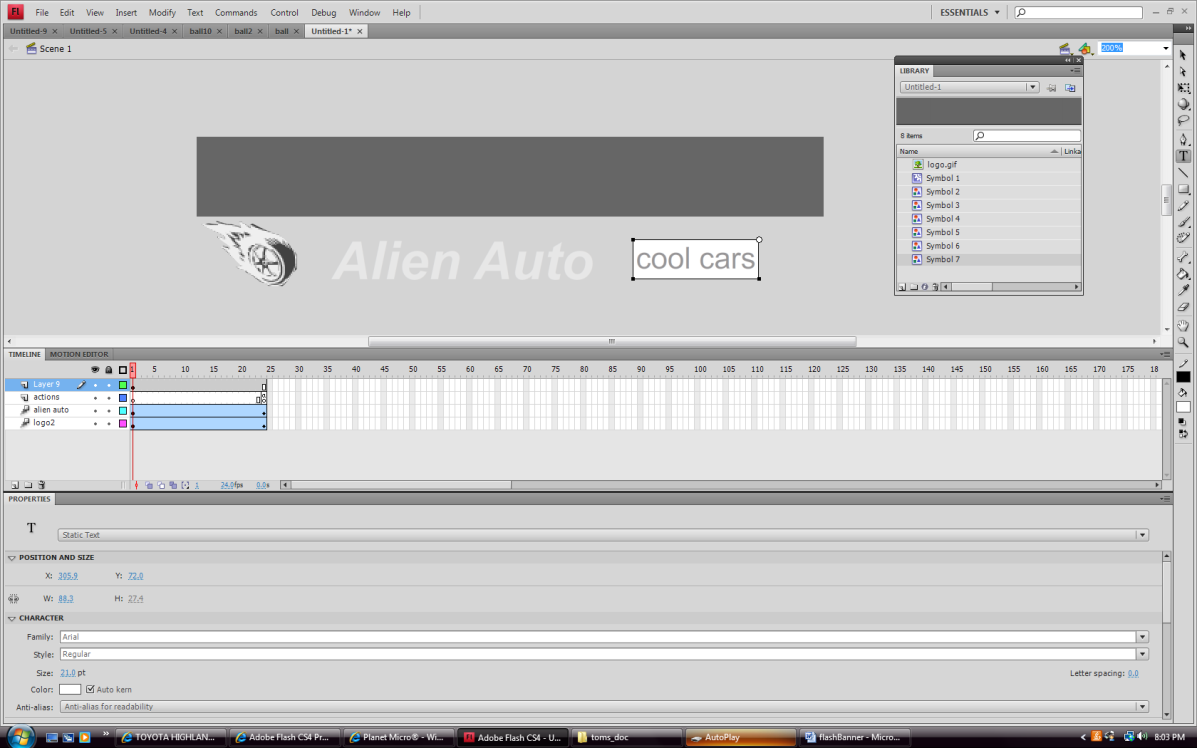 Fl File Edit View Insert Modify Text Commands Control Debug Window Help ESSENTIALS
Untitled-9 × Untitled-5 × Untitled-4 × ball10 × ball2 × ball × Untitled-1* ×
Scene 1 200%
LIBRARY
Untitled-1
8 items
Name Linka
logo.gif
Symbol 1
Symbol 2
Symbol 3
Symbol 4
Symbol 5
Symbol 6
Symbol 7
Alien Auto cool cars
TIMELINE MOTION EDITOR
1 5 10 15 20 25 30 35 40 45 50 55 60 65 70 75 80 85 90 95 100 105 110 115 120 125 130 135 140 145 150 155 160 165 170 175 18
Layer 9
actions
alien auto
logo2
1 24.0fps 0.0s
PROPERTIES
T
Static Text
POSITION AND SIZE
X: 305.9 Y: 72.0
W: 88.3 H: 27.4
CHARACTER
Family: Arial
Style: Regular
Size: 21.0 pt Letter spacing: 0.0
Color: Auto kern
Anti-alias: Anti-alias for readability
TOYOTA HIGHLAN... Adobe Flash CS4 Pr... Planet Micro® - Wi... Adobe Flash CS4 - U... toms_doc AutoPlay flashBanner - Micro... 8:03 PM